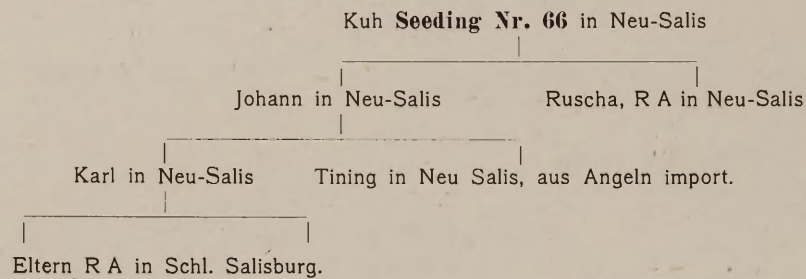 Kuh Seeding Nr. 66 in Neu-Salis
Johann in Neu-Salis Ruscha, R A in Neu-Salis
Karl in Neu-Salis Tining in Neu Salis, aus Angeln import.
Eltern R A in Schl. Salisburg.